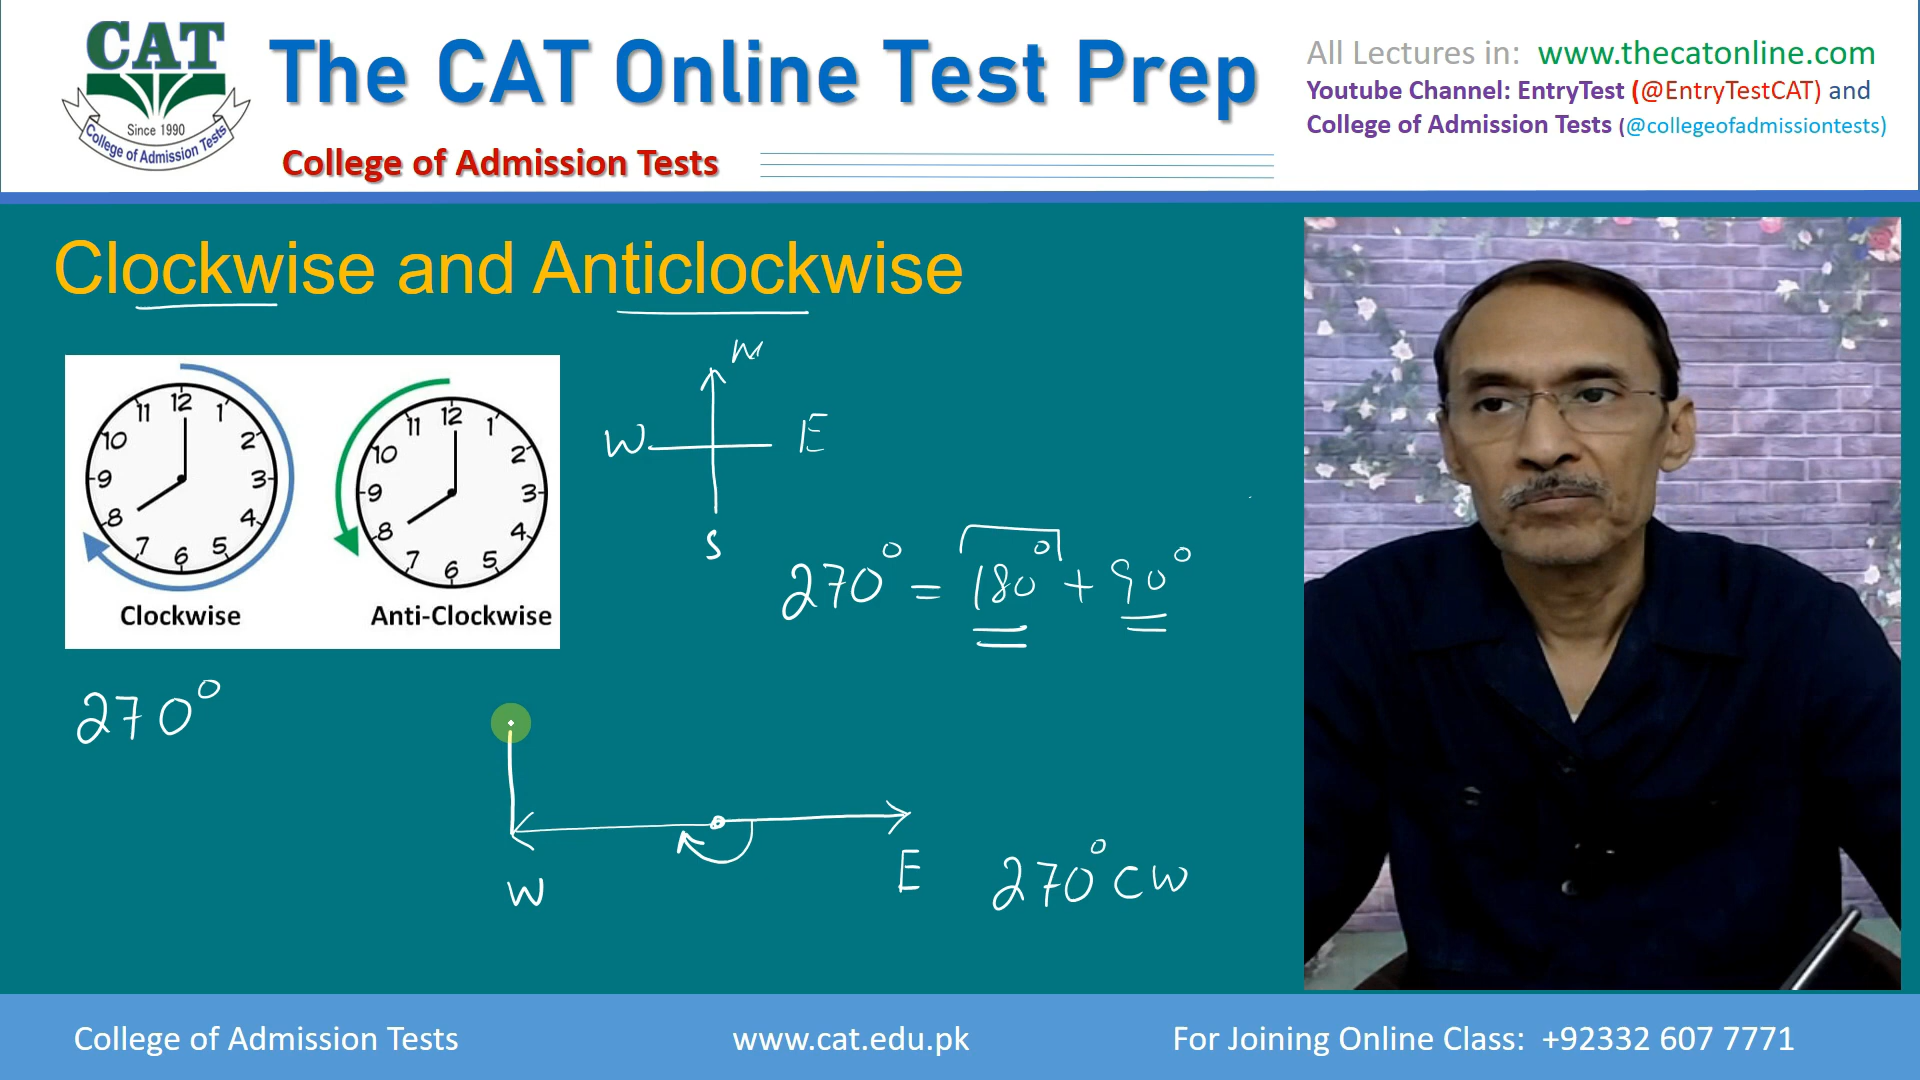 CAT
Since 1990
College of Admission Tests
The CAT Online Test Prep
College of Admission Tests
All Lectures in: www.thecatonline.com
Youtube Channel: EntryTest (@EntryTestCAT) and
College of Admission Tests (@collegeofadmissiontests)
Clockwise and Anticlockwise
12 1 2 3 4 5 6 7 8 9 10 11
Clockwise
12 1 2 3 4 5 6 7 8 9 10 11
Anti-Clockwise
N
W E
S
270° = 180° + 90°
270°
W
E
270° CW
College of Admission Tests
www.cat.edu.pk
For Joining Online Class: +92332 607 7771